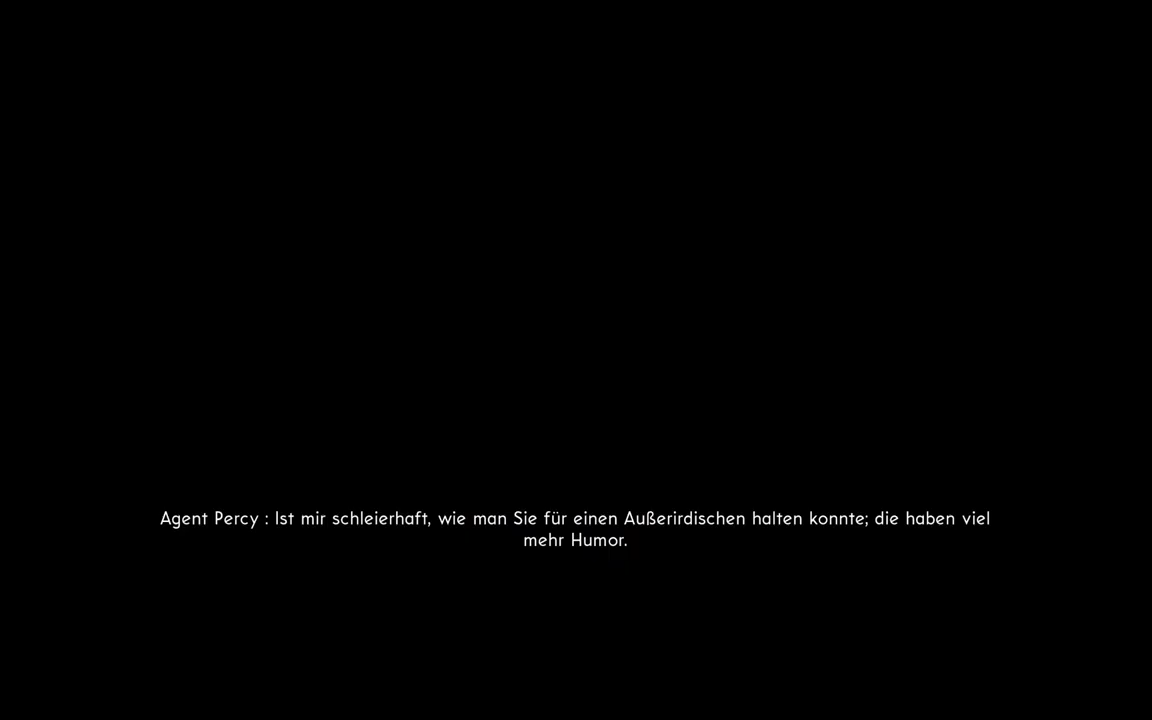 Agent Percy : Ist mir schleierhaft, wie man Sie für einen Außerirdischen halten konnte; die haben viel
mehr Humor.